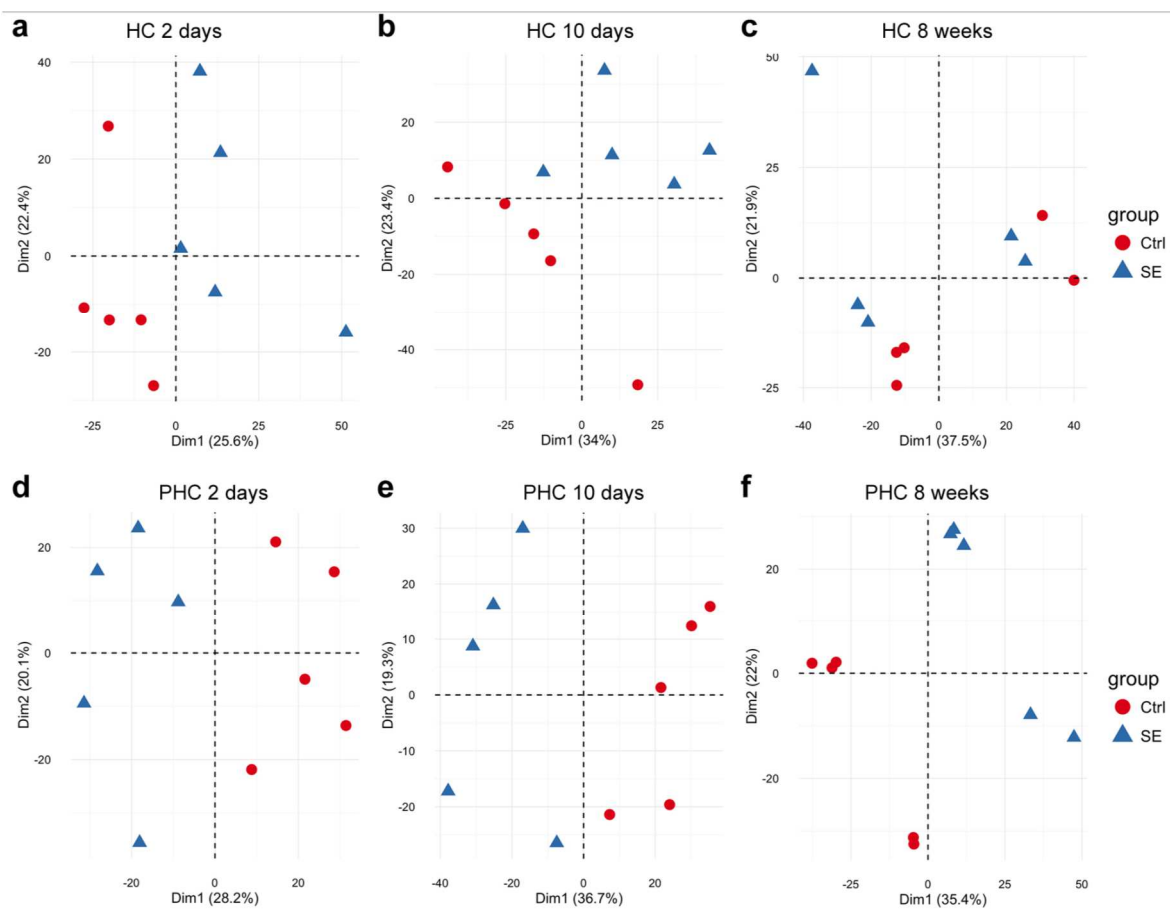 a
HC 2 days
40
20
0
-20
Dim2 (22.4%)
-25
0
25
50
Dim1 (25.6%)
b
HC 10 days
20
0
-20
-40
Dim2 (23.4%)
-25
0
25
Dim1 (34%)
c
HC 8 weeks
50
25
0
-25
Dim2 (21.9%)
-40
-20
0
20
40
Dim1 (37.5%)
group
Ctrl
SE
d
PHC 2 days
20
0
-20
Dim2 (20.1%)
-20
0
20
Dim1 (28.2%)
e
PHC 10 days
30
20
10
0
-10
-20
Dim2 (19.3%)
-40
-20
0
20
Dim1 (36.7%)
f
PHC 8 weeks
20
0
-20
Dim2 (22%)
-25
0
25
50
Dim1 (35.4%)
group
Ctrl
SE